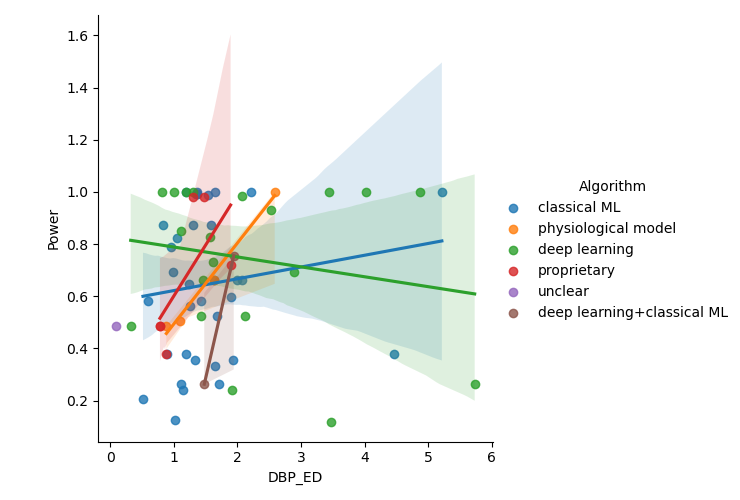 1.6
1.4
1.2
1.0
0.8
0.6
0.4
0.2
Power
0 1 2 3 4 5 6
DBP_ED
Algorithm
classical ML
physiological model
deep learning
proprietary
unclear
deep learning+classical ML